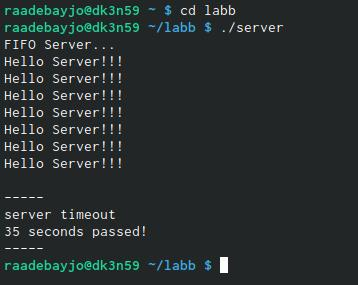 raadebayjo@dk3n59 ~ $ cd labb
raadebayjo@dk3n59 ~/labb $ ./server
FIFO Server...
Hello Server!!!
Hello Server!!!
Hello Server!!!
Hello Server!!!
Hello Server!!!
Hello Server!!!
Hello Server!!!

-----
server timeout
35 seconds passed!
-----
raadebayjo@dk3n59 ~/labb $